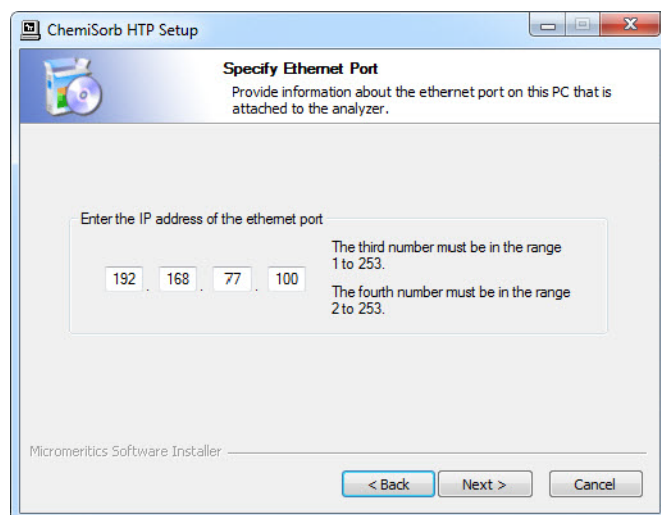 ChemiSorb HTP Setup
Specify Ethernet Port
Provide information about the ethernet port on this PC that is
attached to the analyzer.
Enter the IP address of the ethernet port
192 . 168 . 77 . 100
The third number must be in the range
1 to 253.
The fourth number must be in the range
2 to 253.
Micromeritics Software Installer
< Back Next > Cancel